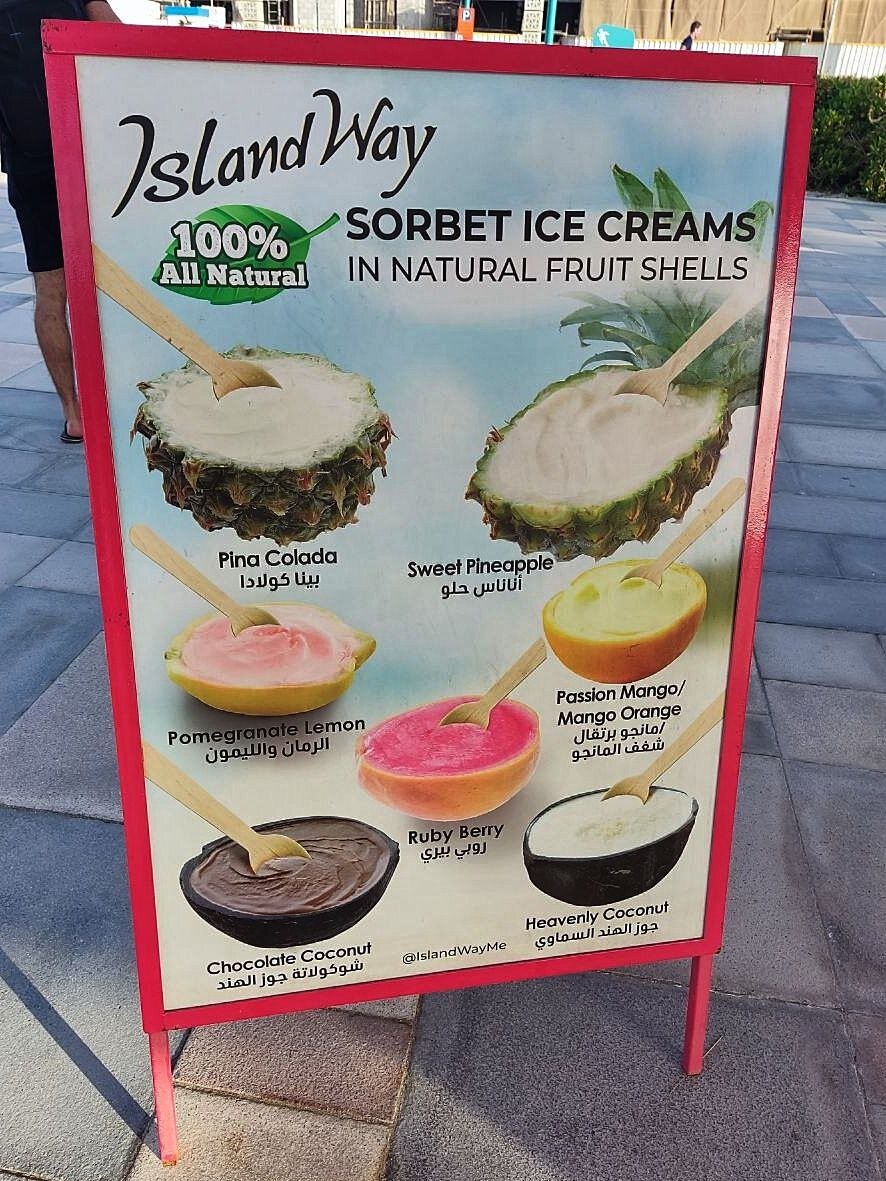 Island Way
100%
All Natural
SORBET ICE CREAMS
IN NATURAL FRUIT SHELLS
Pina Colada
بينا كولادا
Sweet Pineapple
أناناس حلو
Pomegranate Lemon
الرمان والليمون
Passion Mango/
Mango Orange
مانجو برتقال/
شغف المانجو
Ruby Berry
روبي بيري
Chocolate Coconut
شوكولاتة جوز الهند
Heavenly Coconut
جوز الهند السماوي
@IslandWayMe
P